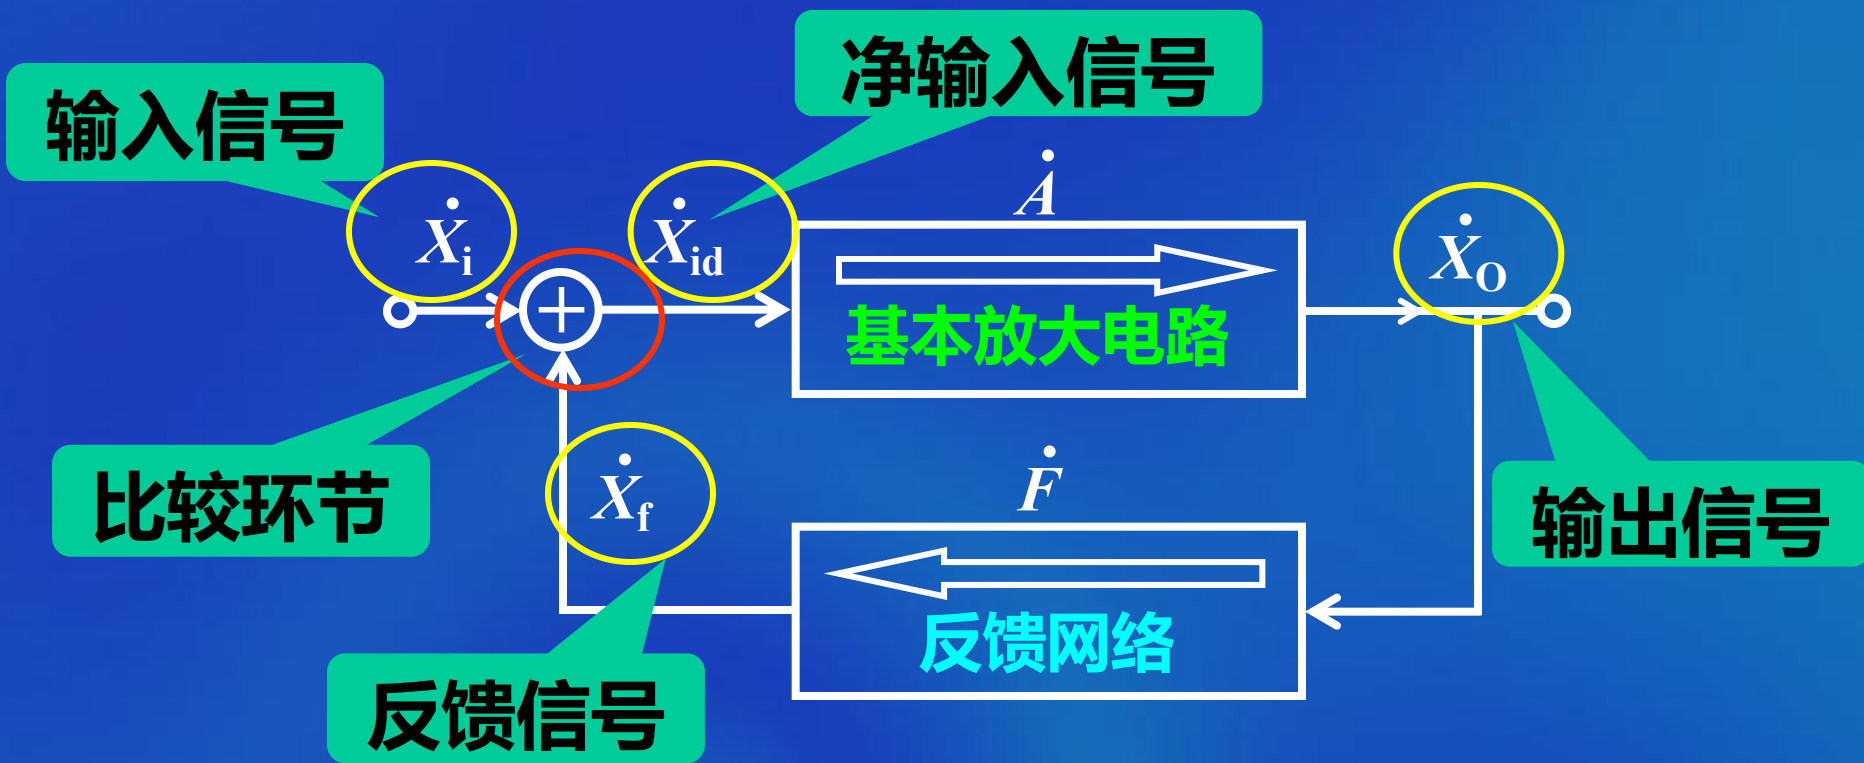 净输入信号
输入信号
Ȧ
Ẋi
Ẋid
ẊO
+
基本放大电路
比较环节
Ẋf
Ḟ
输出信号
反馈网络
反馈信号